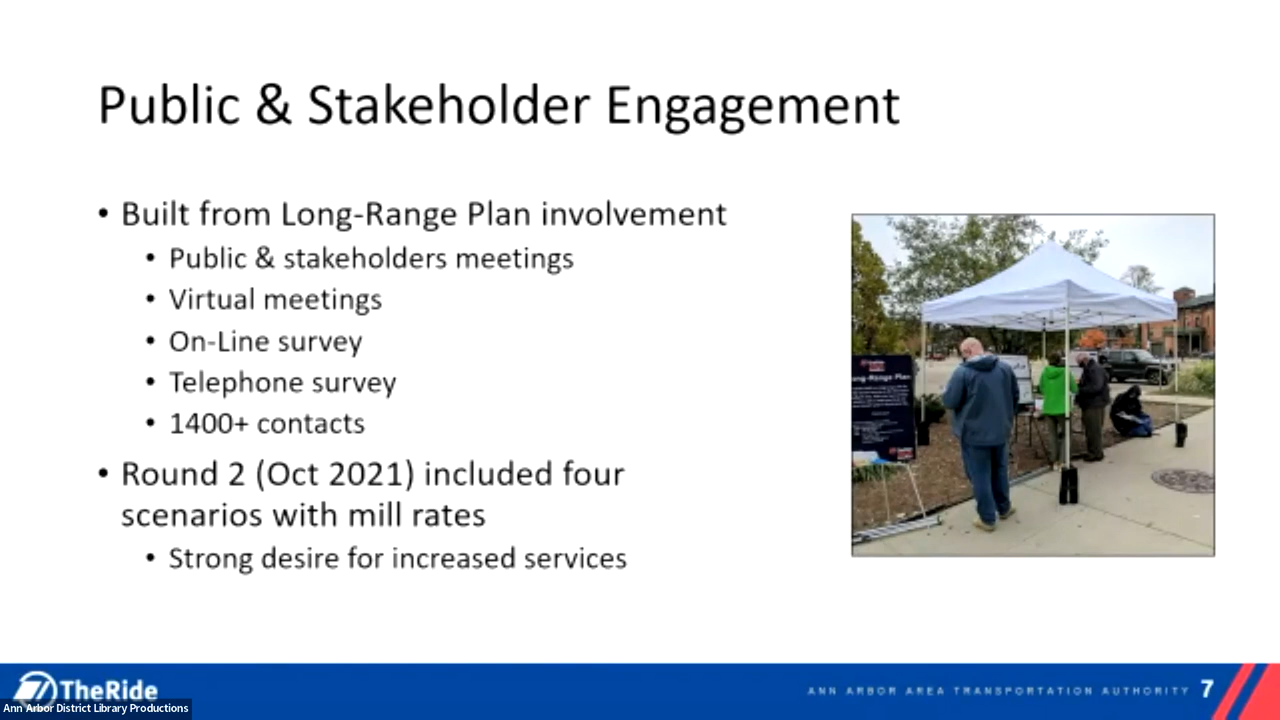 Public & Stakeholder Engagement
• Built from Long-Range Plan involvement
• Public & stakeholders meetings
• Virtual meetings
• On-Line survey
• Telephone survey
• 1400+ contacts
• Round 2 (Oct 2021) included four
scenarios with mill rates
• Strong desire for increased services
Long-Range Plan
TheRide
ANN ARBOR AREA TRANSPORTATION AUTHORITY 7
Ann Arbor District Library Productions